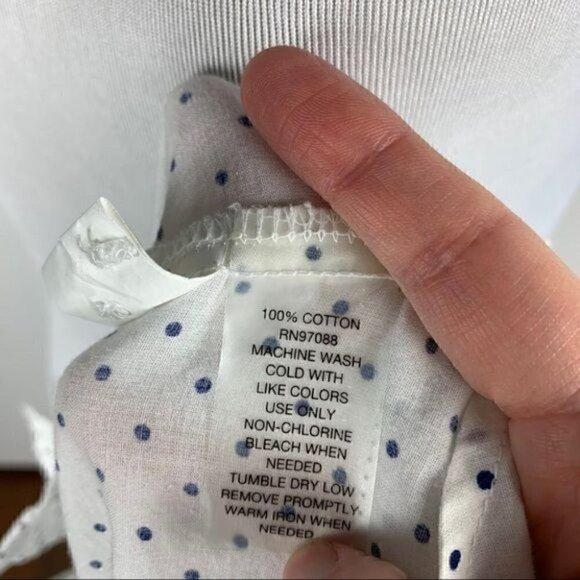 100% COTTON
RN97088
MACHINE WASH
COLD WITH
LIKE COLORS
USE ONLY
NON-CHLORINE
BLEACH WHEN
NEEDED
TUMBLE DRY LOW
REMOVE PROMPTLY
WARM IRON WHEN
NEEDED